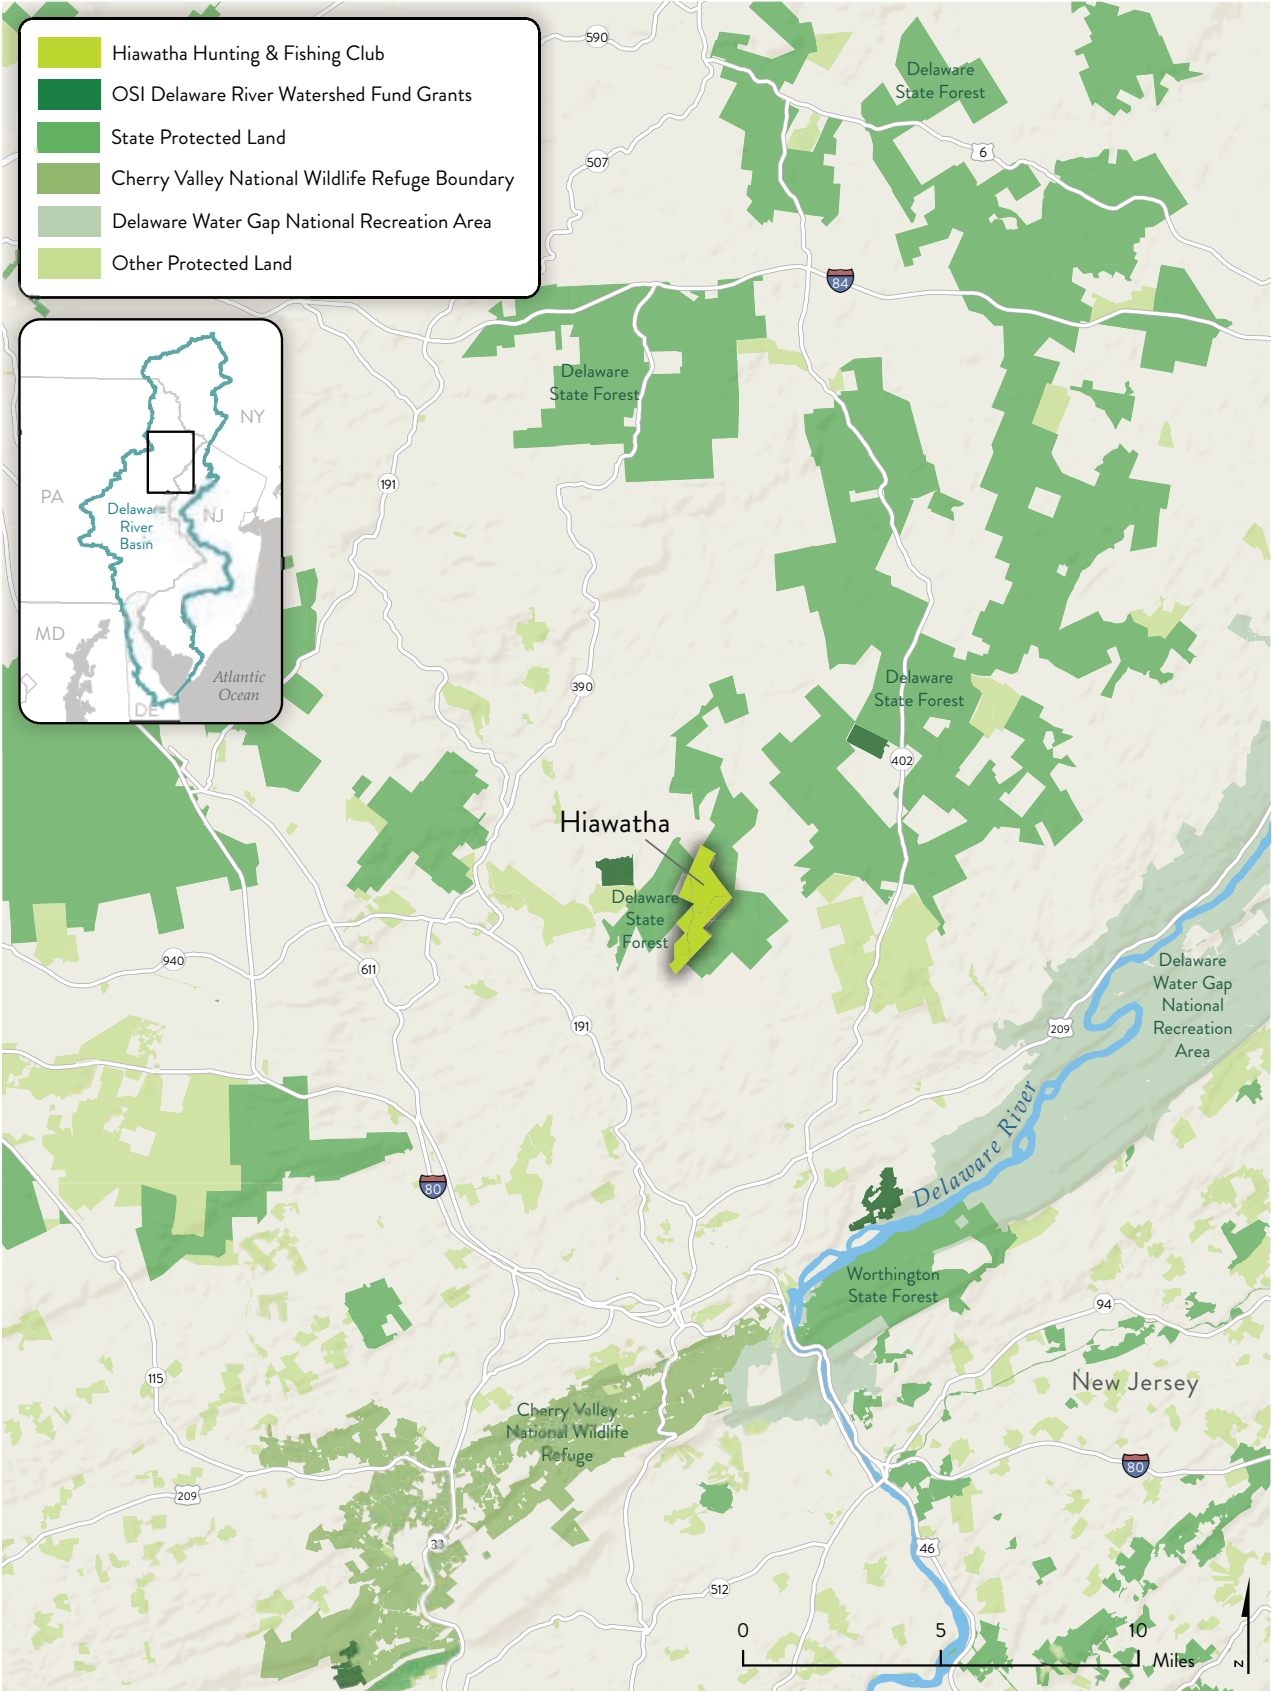 Hiawatha Hunting & Fishing Club
OSI Delaware River Watershed Fund Grants
State Protected Land
Cherry Valley National Wildlife Refuge Boundary
Delaware Water Gap National Recreation Area
Other Protected Land
590
Delaware
State Forest
6
507
84
NY
PA
Delaware
River
Basin
NJ
MD
Atlantic
Ocean
DE
Delaware
State Forest
191
390
Delaware
State Forest
402
Hiawatha
Delaware
State
Forest
940
611
191
Delaware
Water Gap
National
Recreation
Area
209
Delaware River
80
Worthington
State Forest
94
New Jersey
115
Cherry Valley
National Wildlife
Refuge
80
209
33
46
512
0 5 10
Miles
N